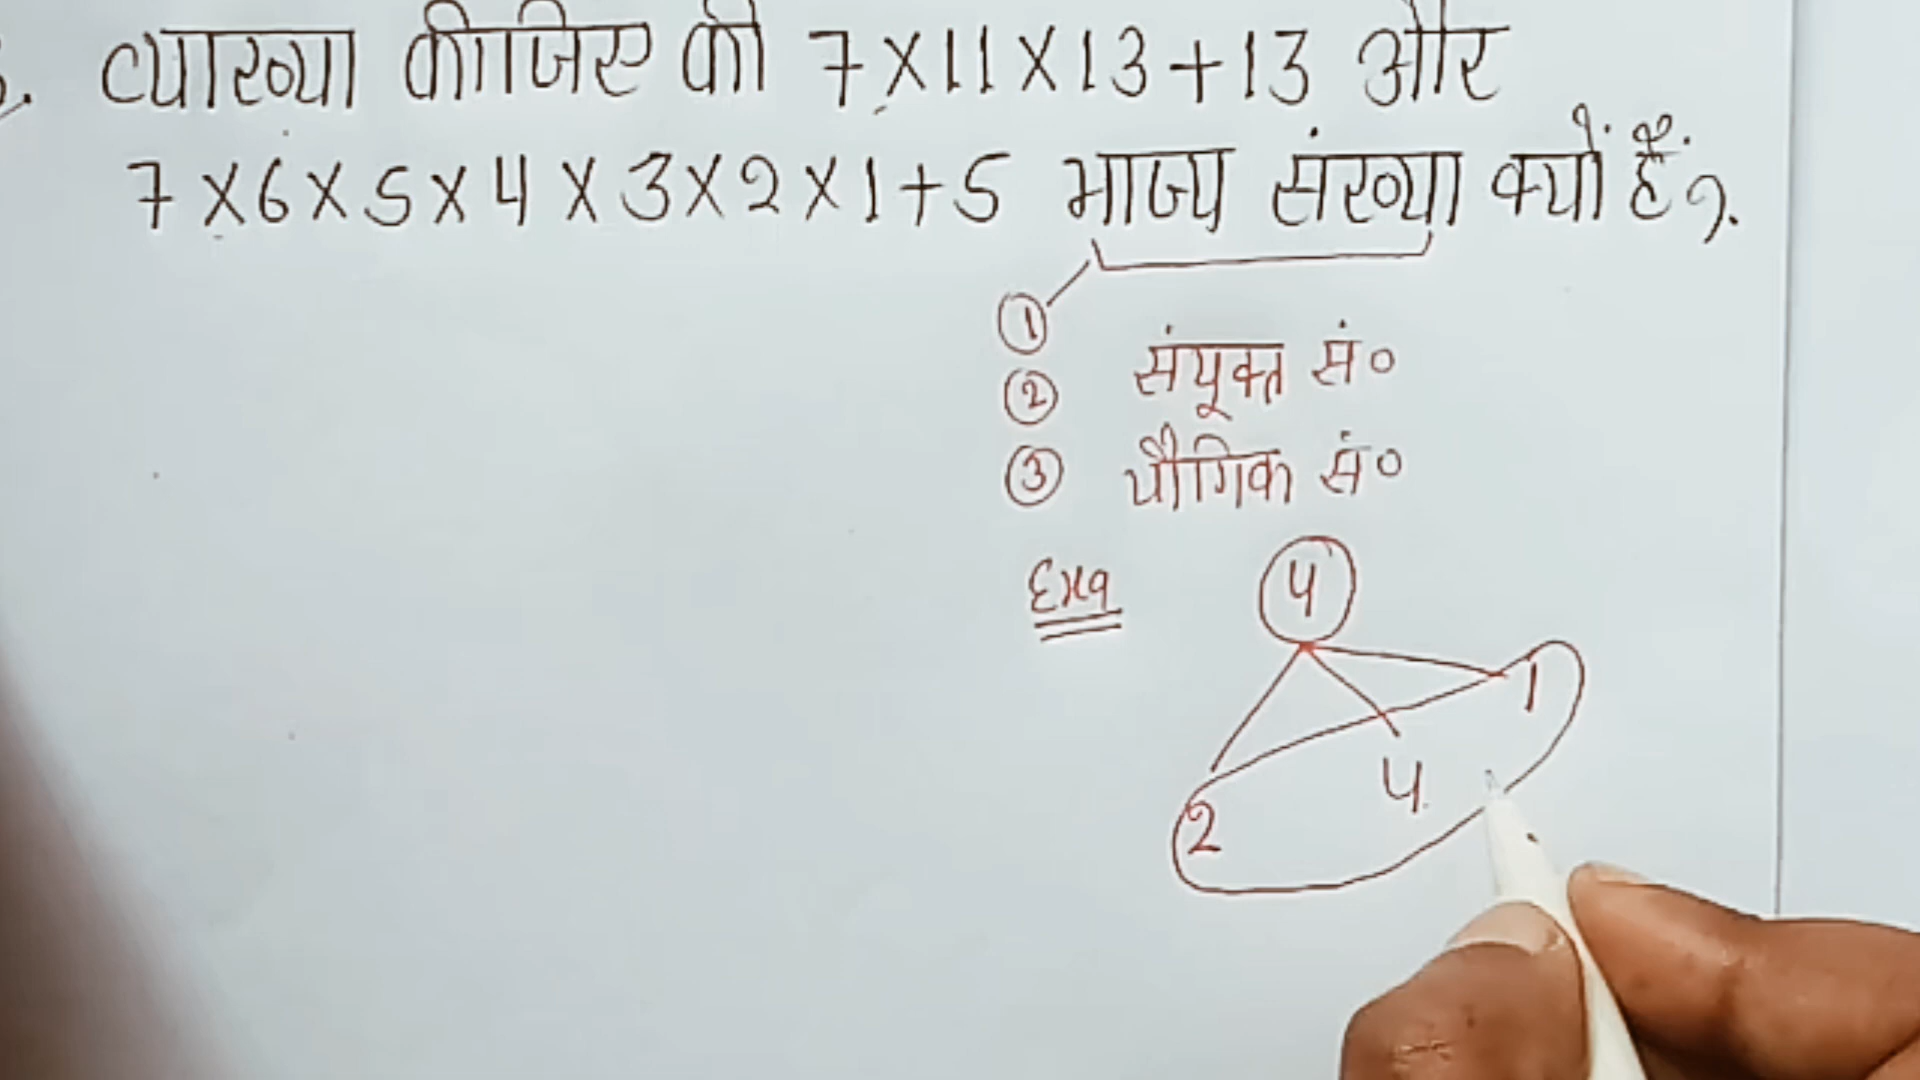 व्याख्या कीजिए की 7×11×13+13 और
7×6×5×4×3×2×1+5 भाज्य संख्या क्यों हैं?
①
② संयूक्त सं०
③ यौगिक सं०
Exa
4
1
4
2